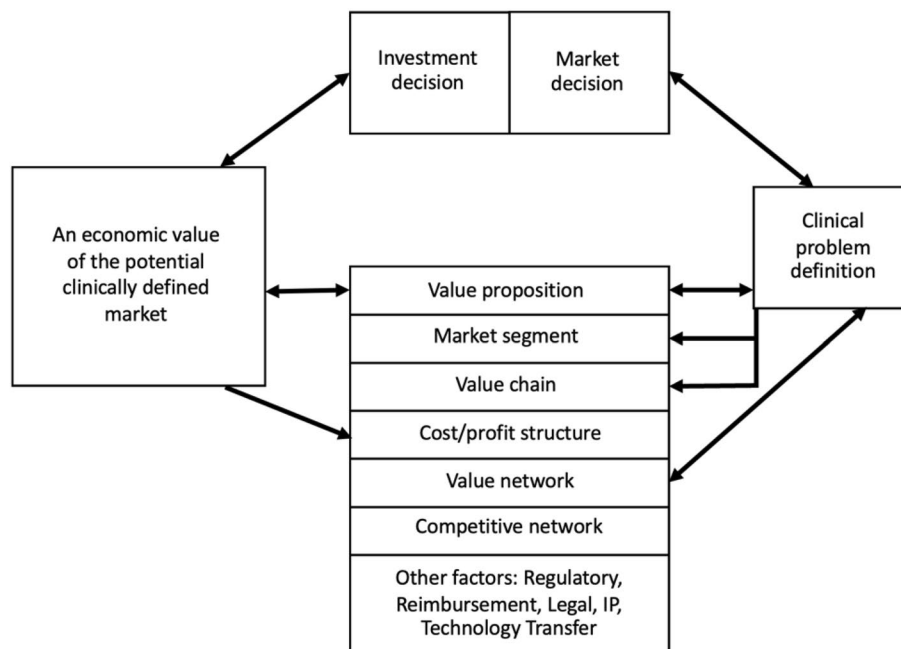 Investment
decision
Market
decision
An economic value
of the potential
clinically defined
market
Clinical
problem
definition
Value proposition
Market segment
Value chain
Cost/profit structure
Value network
Competitive network
Other factors: Regulatory,
Reimbursement, Legal, IP,
Technology Transfer